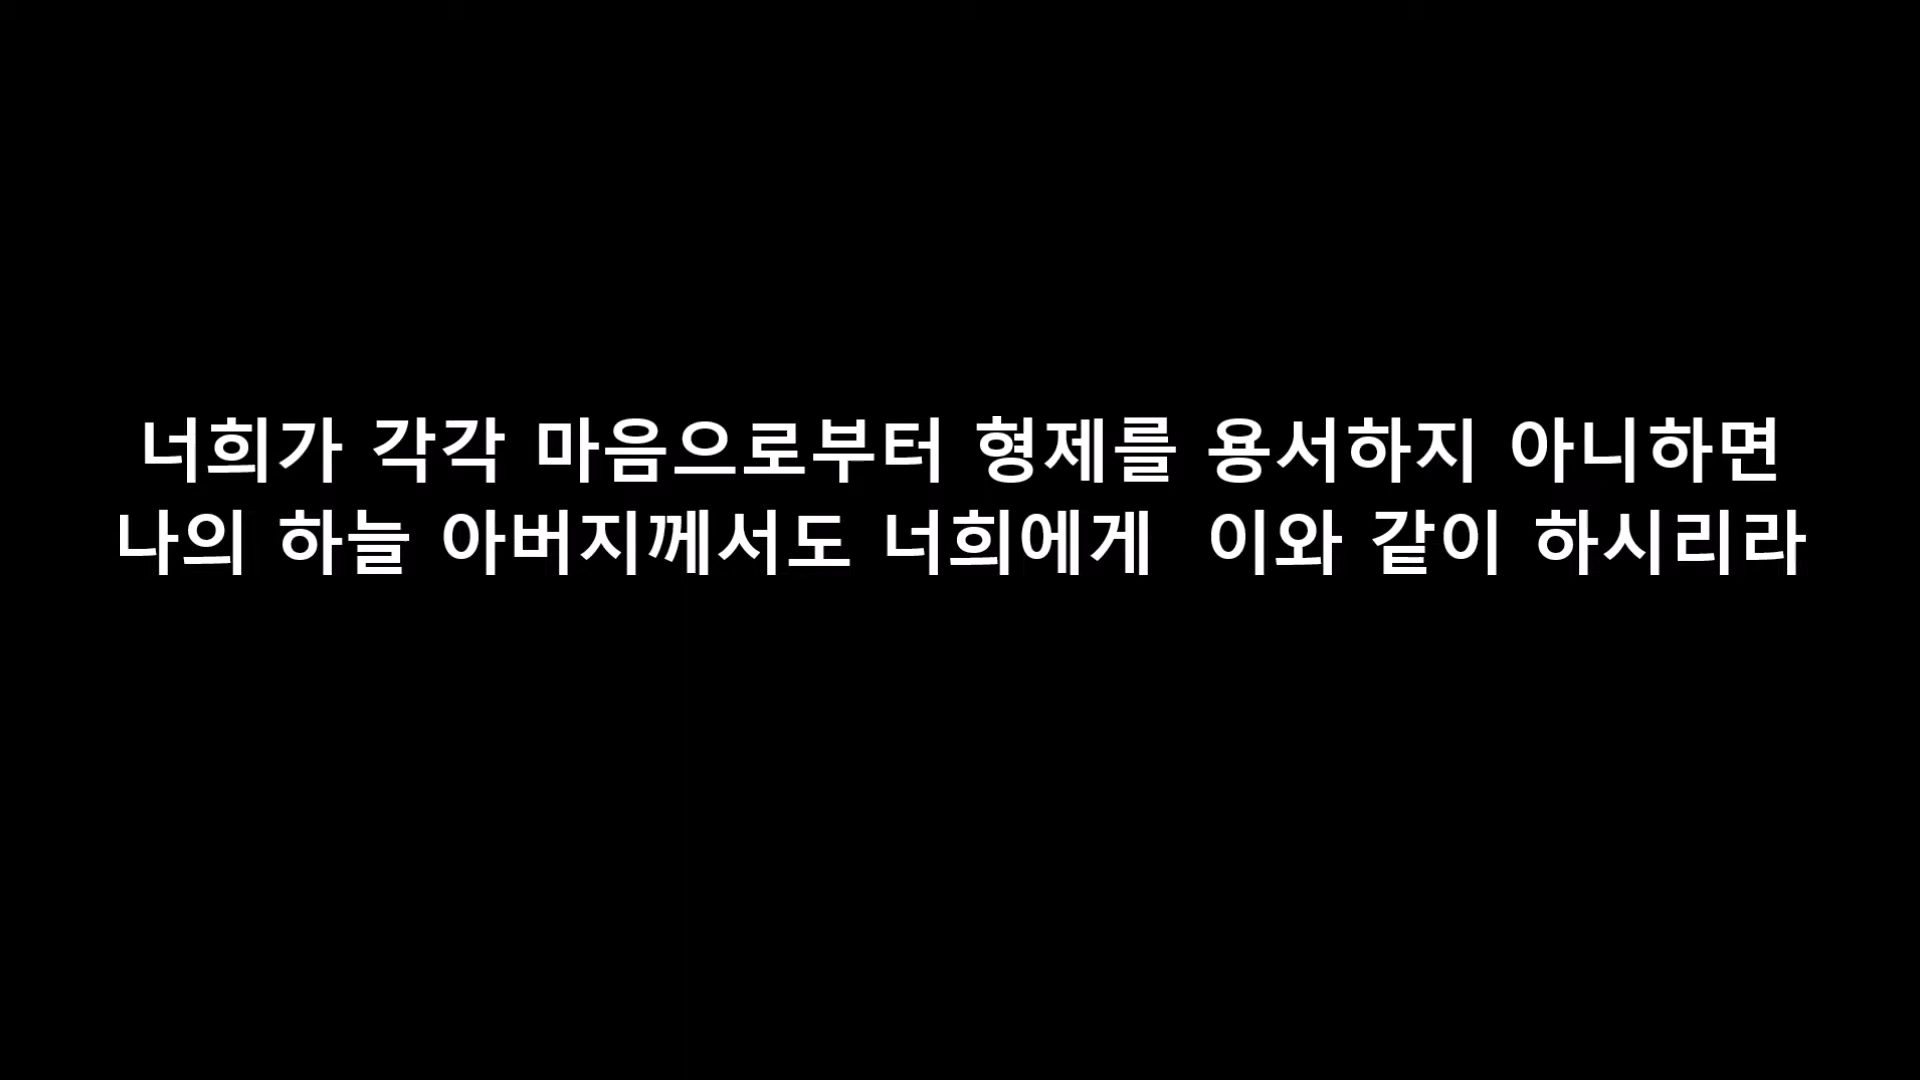 너희가 각각 마음으로부터 형제를 용서하지 아니하면
나의 하늘 아버지께서도 너희에게  이와 같이 하시리라